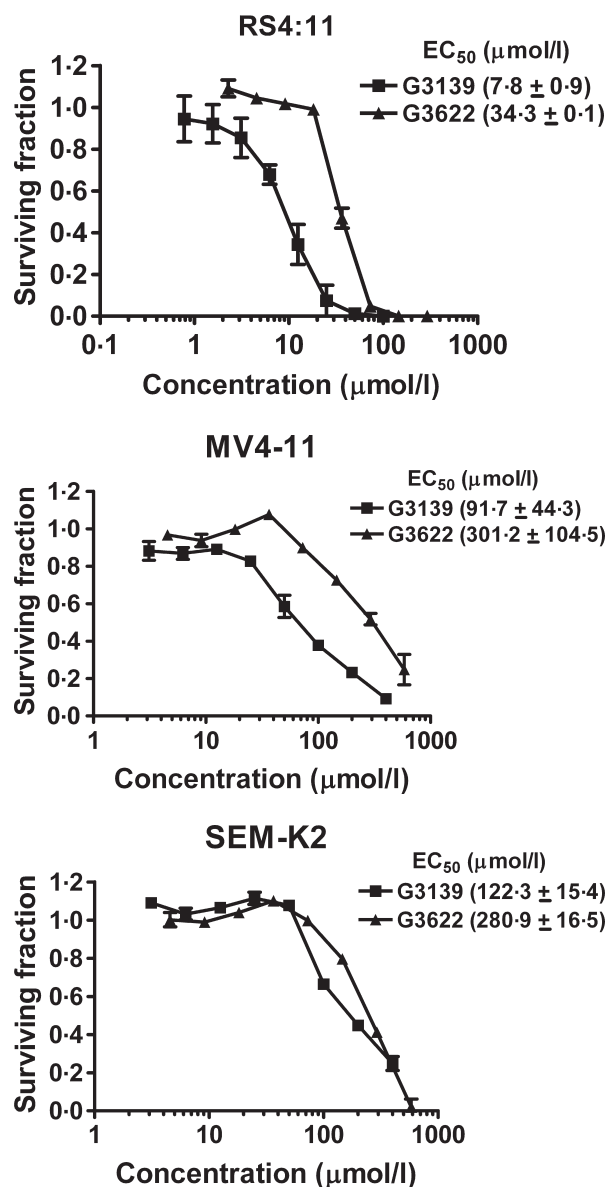 RS4:11
EC50 (μmol/l)
G3139 (7·8 ± 0·9)
G3622 (34·3 ± 0·1)
Surviving fraction
1·2
1·0
0·8
0·6
0·4
0·2
0·0
0·1 1 10 100 1000
Concentration (μmol/l)
MV4-11
EC50 (μmol/l)
G3139 (91·7 ± 44·3)
G3622 (301·2 ± 104·5)
Surviving fraction
1·2
1·0
0·8
0·6
0·4
0·2
0·0
1 10 100 1000
Concentration (μmol/l)
SEM-K2
EC50 (μmol/l)
G3139 (122·3 ± 15·4)
G3622 (280·9 ± 16·5)
Surviving fraction
1·2
1·0
0·8
0·6
0·4
0·2
0·0
1 10 100 1000
Concentration (μmol/l)